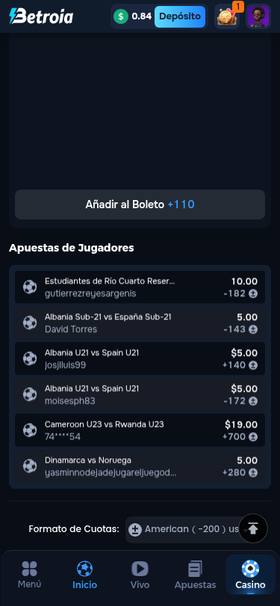 Betroia
$ 0.84 Depósito
1
Añadir al Boleto +110
Apuestas de Jugadores
Estudiantes de Río Cuarto Reser... 10.00
gutierrezreyesargenis -182
Albania Sub-21 vs España Sub-21 5.00
David Torres -143
Albania U21 vs Spain U21 $5.00
josjiluis99 +140
Albania U21 vs Spain U21 $5.00
moisesph83 -172
Cameroon U23 vs Rwanda U23 $19.00
74****54 +700
Dinamarca vs Noruega 5.00
yasminnodejadejugareljuegod... +280
Formato de Cuotas: American ( -200 ) us
Menú Inicio Vivo Apuestas Casino